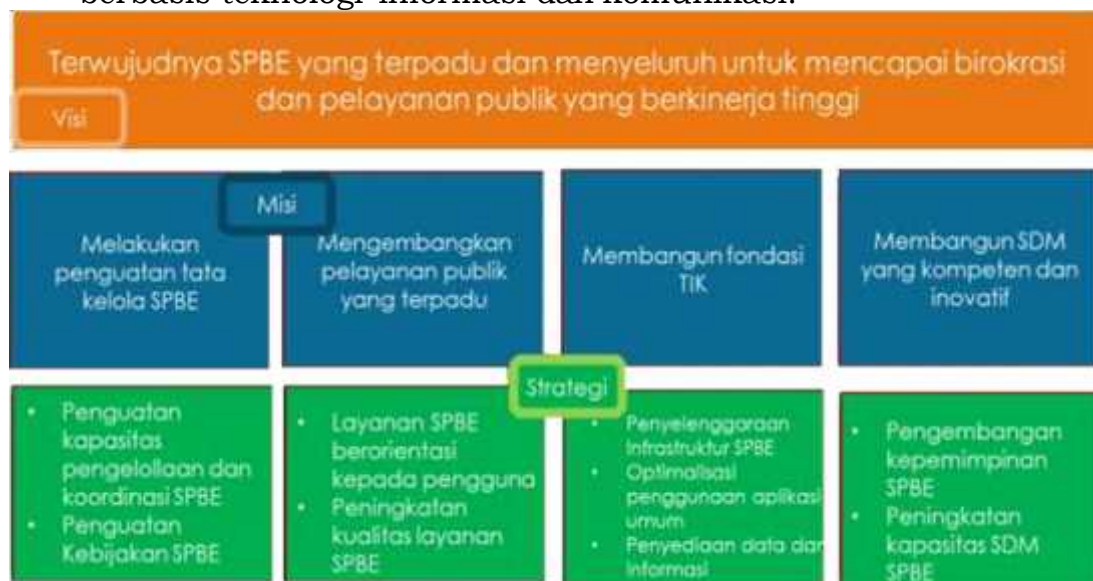 berbasis teknologi informasi dan komunikasi.
Terwujudnya SPBE yang terpadu dan menyeluruh untuk mencapai birokrasi
dan pelayanan publik yang berkinerja tinggi
Visi
Misi
Melakukan
penguatan tata
kelola SPBE
Mengembangkan
pelayanan publik
yang terpadu
Membangun fondasi
TIK
Membangun SDM
yang kompeten dan
inovatif
Strategi
• Penguatan
kapasitas
pengelollaan dan
koordinasi SPBE
• Penguatan
Kebijakan SPBE
• Layanan SPBE
berorientasi
kepada pengguna
• Peningkatan
kualitas layanan
SPBE
• Penyelenggaraan
Infrastruktur SPBE
• Optimalisasi
penggunaan aplikasi
umum
• Penyediaan data dan
Informasi
• Pengembangan
kepemimpinan
SPBE
• Peningkatan
kapasitas SDM
SPBE